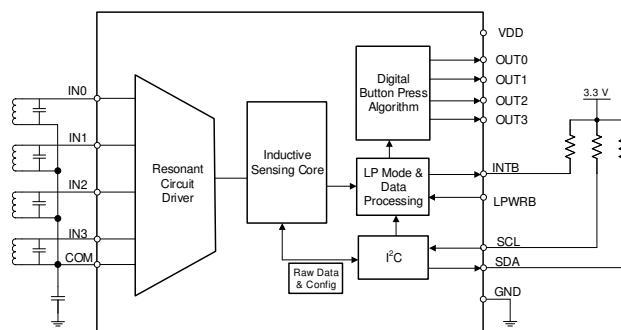 VDD
IN0
OUT0
Digital
Button Press
Algorithm
OUT1
OUT2
OUT3
3.3 V
IN1
Resonant
Circuit
Driver
Inductive
Sensing Core
LP Mode &
Data
Processing
INTB
LPWRB
IN2
IN3
COM
I²C
SCL
SDA
Raw Data
& Config
GND